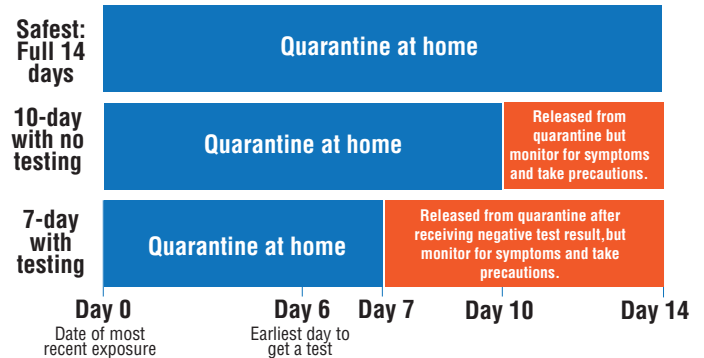 Safest:
Full 14
days
Quarantine at home
10-day
with no
testing
Quarantine at home
Released from
quarantine but
monitor for symptoms
and take precautions.
7-day
with
testing
Quarantine at home
Released from quarantine after
receiving negative test result,but
monitor for symptoms and take
precautions.
Day 0
Date of most
recent exposure
Day 6
Earliest day to
get a test
Day 7
Day 10
Day 14